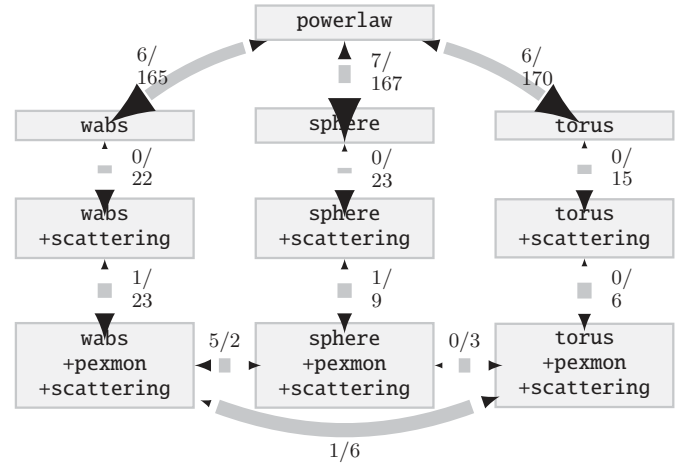 powerlaw
6/
165
7/
167
6/
170
wabs
sphere
torus
0/
22
0/
23
0/
15
wabs
+scattering
sphere
+scattering
torus
+scattering
1/
23
1/
9
0/
6
wabs
+pexmon
+scattering
5/2
sphere
+pexmon
+scattering
0/3
torus
+pexmon
+scattering
1/6